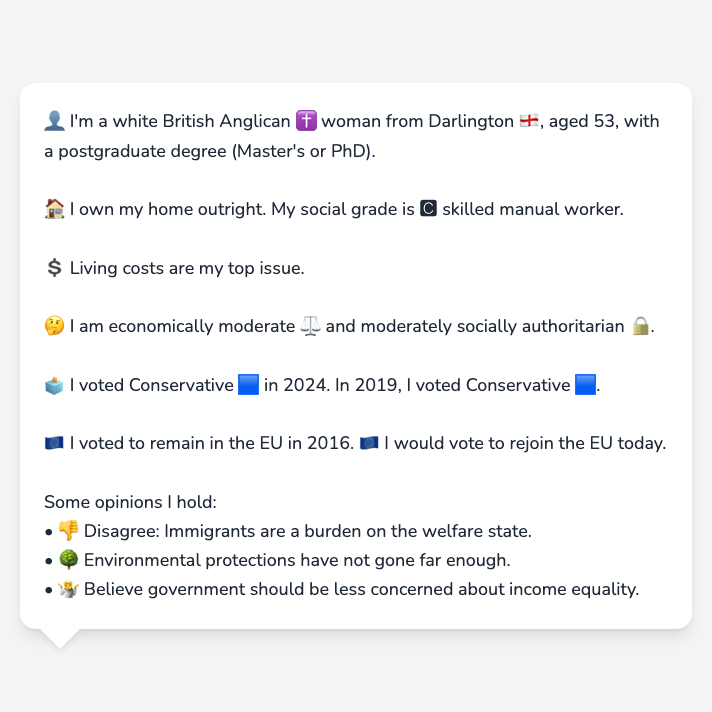 👤 I'm a white British Anglican ✝️ woman from Darlington 🏴󠁧󠁢󠁥󠁮󠁧󠁿, aged 53, with
a postgraduate degree (Master's or PhD).
🏠 I own my home outright. My social grade is 🅲 skilled manual worker.
💲 Living costs are my top issue.
🤔 I am economically moderate ⚖️ and moderately socially authoritarian 🔒.
🗳️ I voted Conservative 🟦 in 2024. In 2019, I voted Conservative 🟦.
🇪🇺 I voted to remain in the EU in 2016. 🇪🇺 I would vote to rejoin the EU today.
Some opinions I hold:
• 👎 Disagree: Immigrants are a burden on the welfare state.
• 🌳 Environmental protections have not gone far enough.
• 🤷 Believe government should be less concerned about income equality.